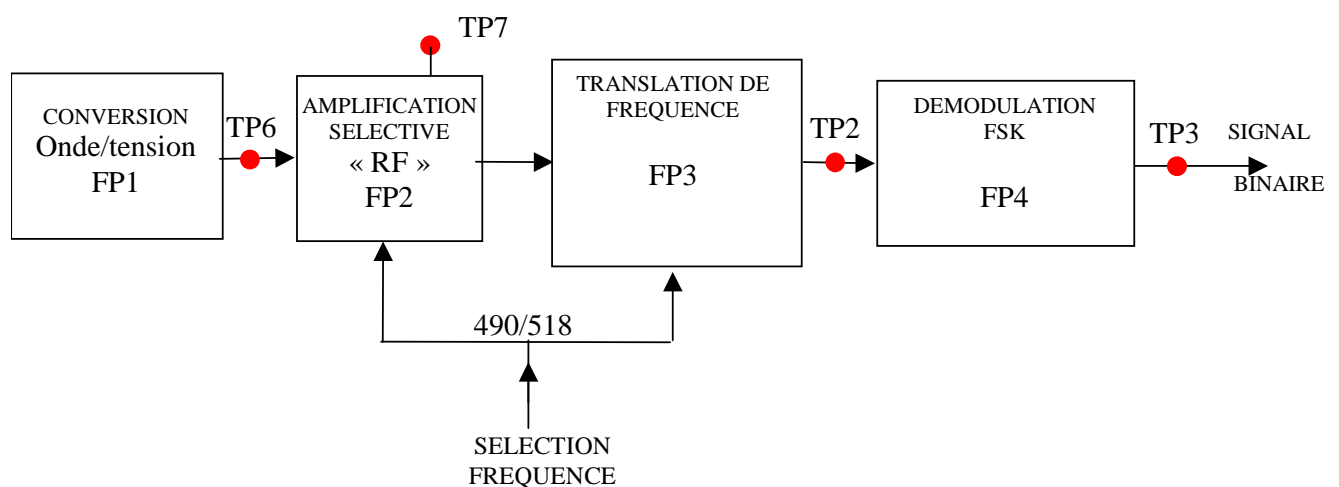 TP7
CONVERSION
Onde/tension
FP1
TP6
AMPLIFICATION
SELECTIVE
« RF »
FP2
TRANSLATION DE
FREQUENCE
FP3
TP2
DEMODULATION
FSK
FP4
TP3
SIGNAL
BINAIRE
490/518
SELECTION
FREQUENCE